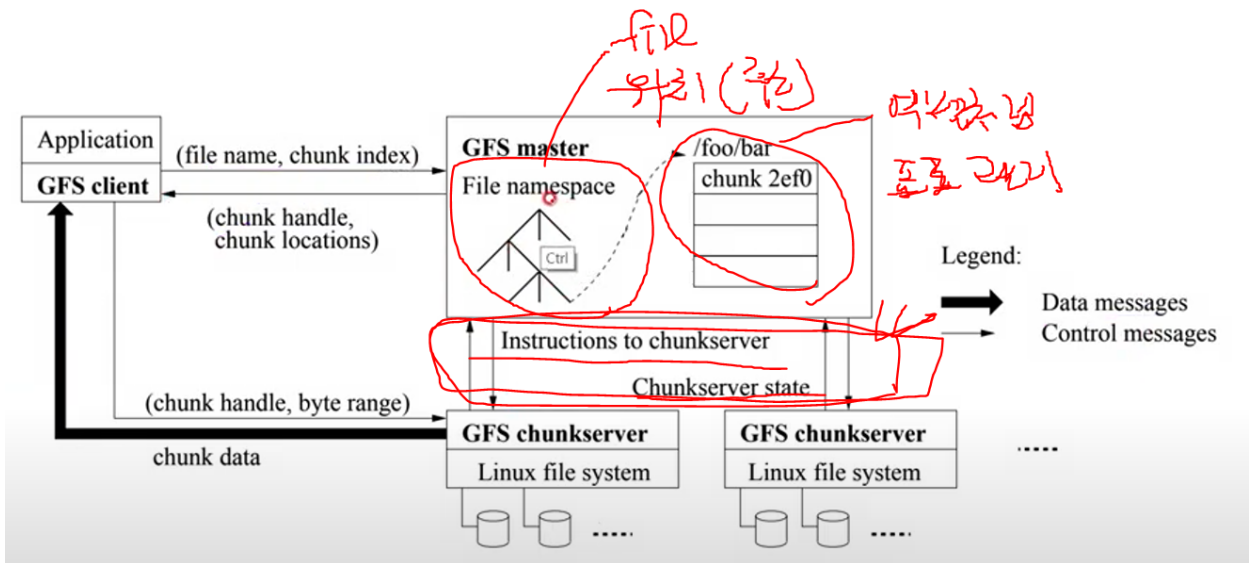 file
위치
Application
GFS client
(file name, chunk index)
(chunk handle,
chunk locations)
GFS master
File namespace
Ctrl
/foo/bar
chunk 2ef0
Legend:
Data messages
Control messages
Instructions to chunkserver
Chunkserver state
(chunk handle, byte range)
chunk data
GFS chunkserver
Linux file system
GFS chunkserver
Linux file system